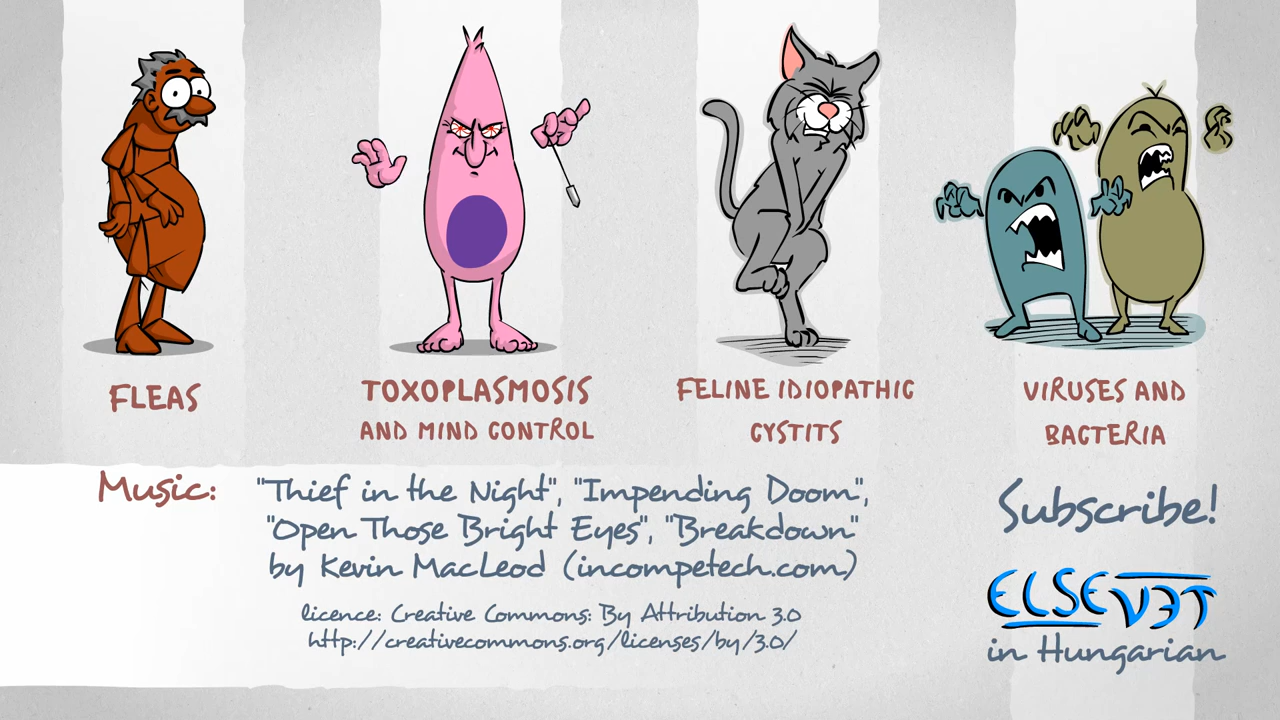 FLEAS
TOXOPLASMOSIS
AND MIND CONTROL
FELINE IDIOPATHIC
CYSTITS
VIRUSES AND
BACTERIA
Music: "Thief in the Night", "Impending Doom",
"Open Those Bright Eyes", "Breakdown"
by Kevin MacLeod (incompetech.com)
licence: Creative Commons: By Attribution 3.0
http://creativecommons.org/licenses/by/3.0/
Subscribe!
ELSEVET
in Hungarian